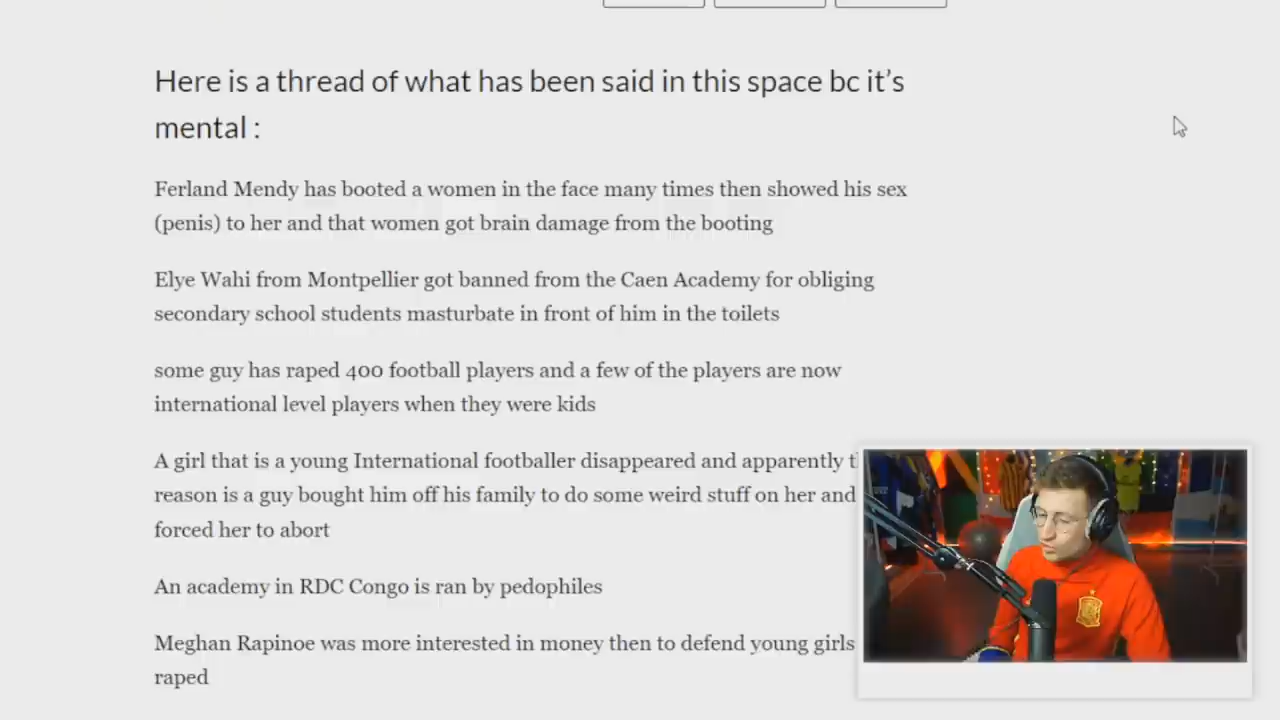 Here is a thread of what has been said in this space bc it's
mental :
Ferland Mendy has booted a women in the face many times then showed his sex
(penis) to her and that women got brain damage from the booting
Elye Wahi from Montpellier got banned from the Caen Academy for obliging
secondary school students masturbate in front of him in the toilets
some guy has raped 400 football players and a few of the players are now
international level players when they were kids
A girl that is a young International footballer disappeared and apparently
reason is a guy bought him off his family to do some weird stuff on her and
forced her to abort
An academy in RDC Congo is ran by pedophiles
Meghan Rapinoe was more interested in money then to defend young girls
raped